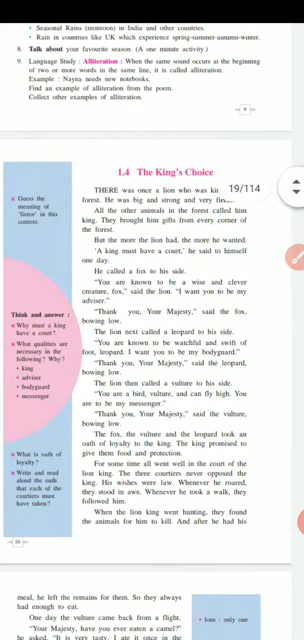 • Seasonal Rains (monsoon) in India and other countries.
• Rain in countries like UK which experience spring-summer-autumn-winter.
8. Talk about your favourite season. (A one minute activity.)
9. Language Study : Alliteration : When the same sound occurs at the beginning
of two or more words in the same line, it is called alliteration.
Example : Nayna needs new notebooks.
Find an example of alliteration from the poem.
Collect other examples of alliteration.
9
1.4 The King's Choice
19/114
■ Guess the
meaning of
'fierce' in this
context.
THERE was once a lion who was
forest. He was big and strong and very
All the other animals in the forest called him
king. They brought him gifts from every corner of
the forest.
But the more the lion had, the more he wanted.
'A king must have a court,' he said to himself
one day.
He called a fox to his side.
"You are known to be a wise and clever
creature, fox," said the lion. "I want you to be my
adviser."
"Thank you, Your Majesty," said the fox,
bowing low.
The lion next called a leopard to his side.
"You are known to be watchful and swift of
foot, leopard. I want you to be my bodyguard."
"Thank you, Your Majesty," said the leopard,
bowing low.
The lion then called a vulture to his side.
"You are a bird, vulture, and can fly high. You
are to be my messenger."
"Thank you, Your Majesty," said the vulture,
bowing low.
The fox, the vulture and the leopard took an
oath of loyalty to the king. The king promised to
give them food and protection.
For some time all went well in the court of the
lion king. The three courtiers never opposed the
king. His wishes were law. Whenever he roared,
they stood in awe. Whenever he took a walk, they
followed him.
When the lion king went hunting, they found
the animals for him to kill. And after he had his
Think and answer :
■ Why must a king
have a court?
■ What qualities are
necessary in the
following? Why?
• king
• adviser
• bodyguard
• messenger
■ What is oath of
loyalty?
■ Write and read
aloud the oath
that each of the
courtiers must
have taken?
10
meal, he left the remains for them. So they always
had enough to eat.
One day the vulture came back from a flight.
"Your Majesty, have you ever eaten a camel?"
he asked. "It is very tasty. I ate it once in the
• lone : only one